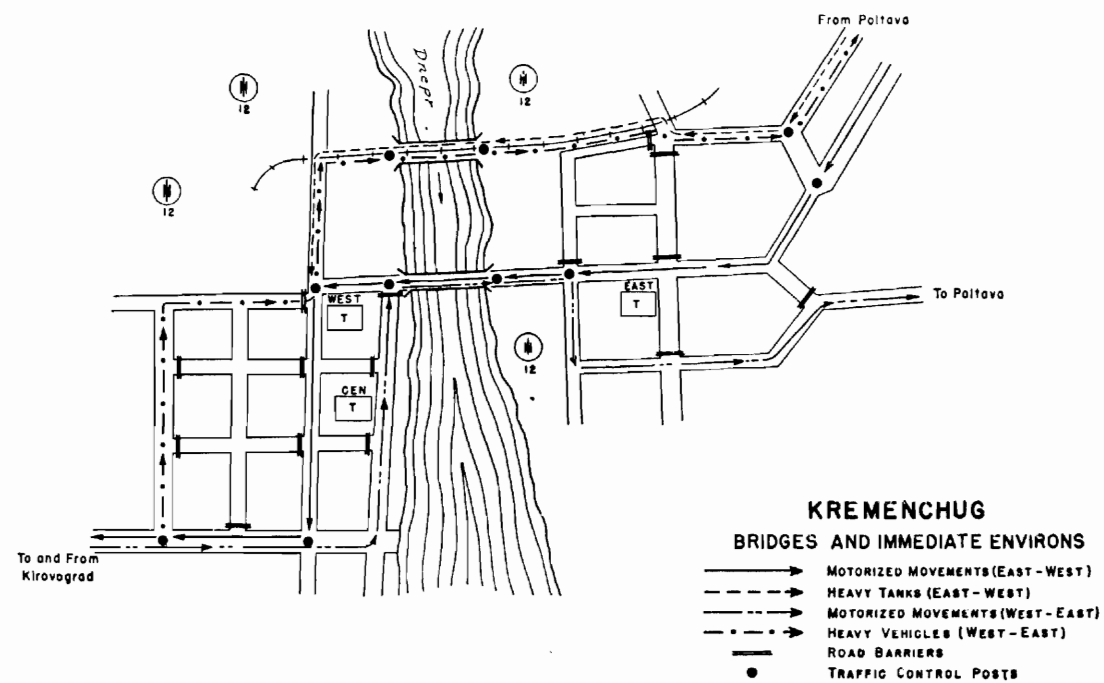 From Poltava
Dnepr
12
12
12
WEST
T
EAST
T
To Poltava
12
CEN
T
To and From
Kirovograd
KREMENCHUG
BRIDGES AND IMMEDIATE ENVIRONS
MOTORIZED MOVEMENTS (EAST-WEST)
HEAVY TANKS (EAST-WEST)
MOTORIZED MOVEMENTS (WEST-EAST)
HEAVY VEHICLES (WEST-EAST)
ROAD BARRIERS
TRAFFIC CONTROL POSTS